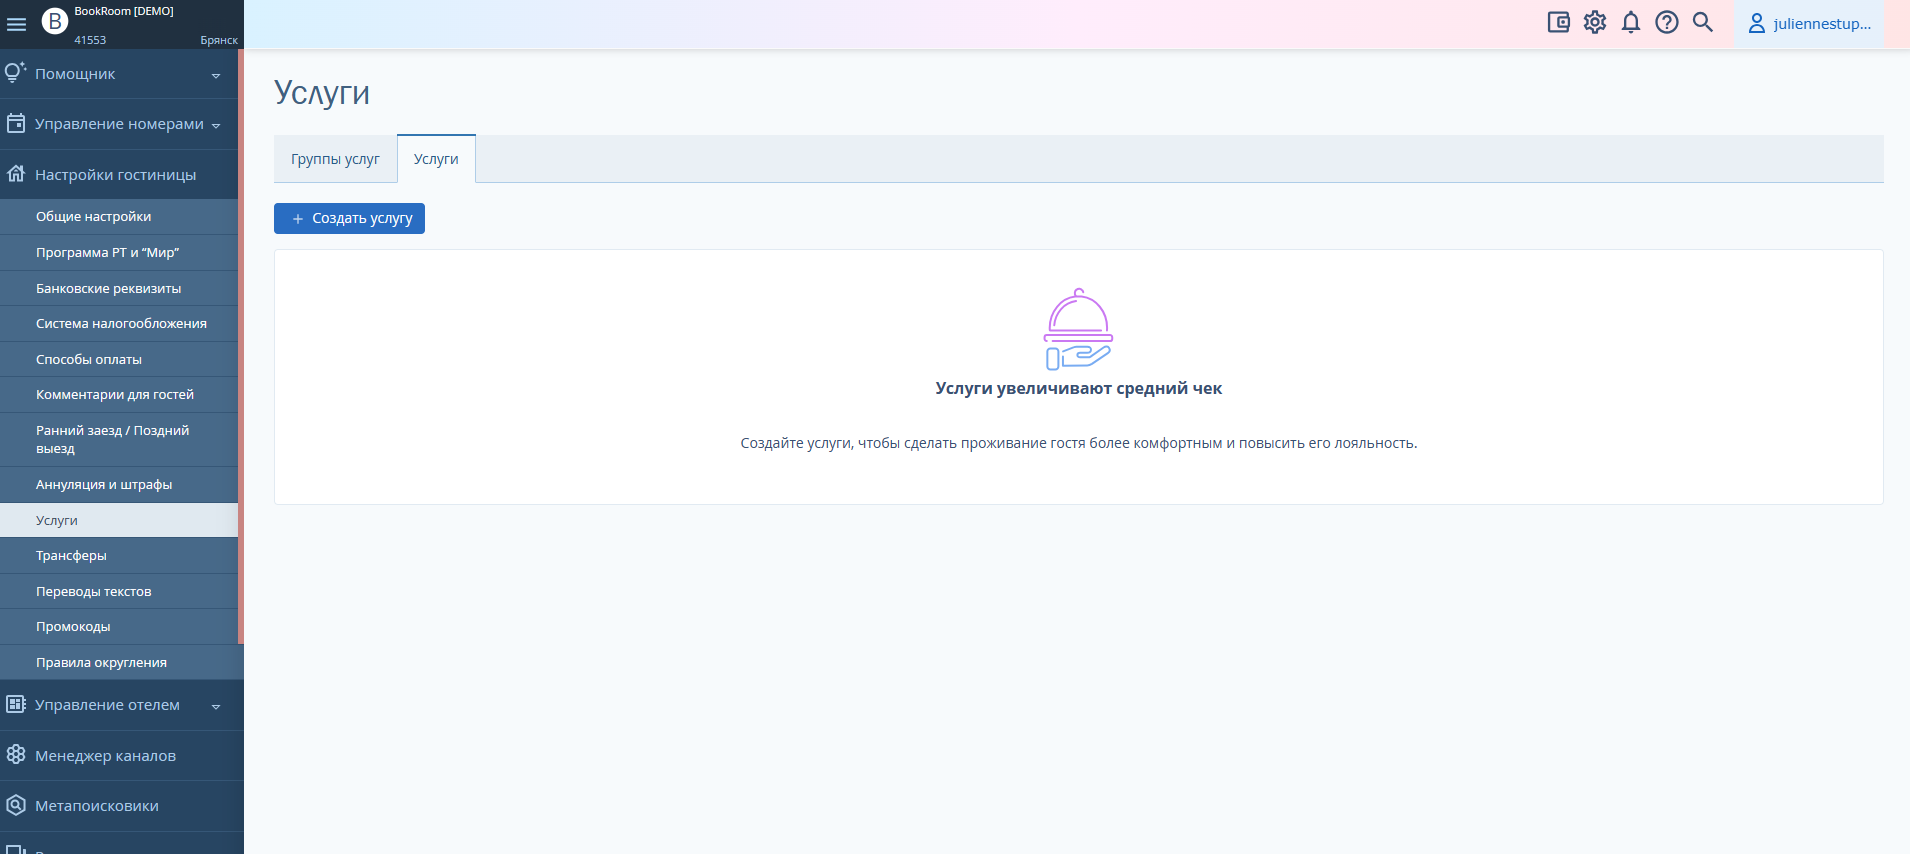 B
BookRoom [DEMO]
41553
Брянск
juliennestup...
Помощник
Управление номерами
Настройки гостиницы
Общие настройки
Программа РТ и “Мир”
Банковские реквизиты
Система налогообложения
Способы оплаты
Комментарии для гостей
Ранний заезд / Поздний
выезд
Аннуляция и штрафы
Услуги
Трансферы
Переводы текстов
Промокоды
Правила округления
Управление отелем
Менеджер каналов
Метапоисковики
Услуги
Группы услуг
Услуги
+ Создать услугу
Услуги увеличивают средний чек
Создайте услуги, чтобы сделать проживание гостя более комфортным и повысить его лояльность.